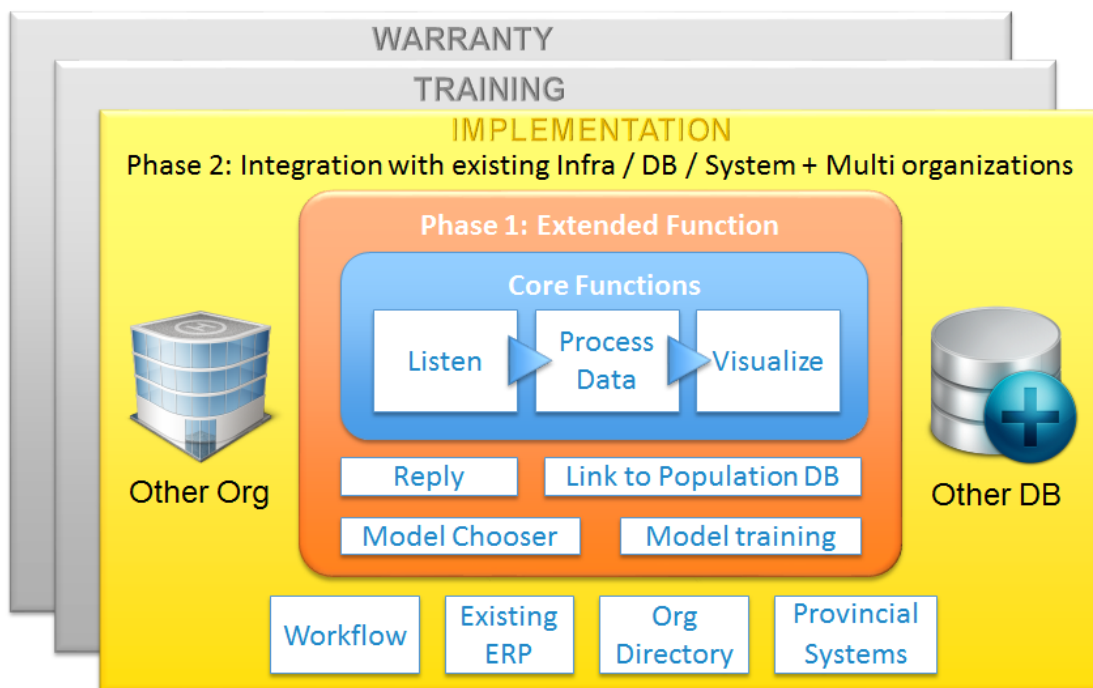 WARRANTY
TRAINING
IMPLEMENTATION
Phase 2: Integration with existing Infra / DB / System + Multi organizations
Phase 1: Extended Function
Core Functions
Listen
Process
Data
Visualize
Other Org
Other DB
Reply
Link to Population DB
Model Chooser
Model training
Workflow
Existing
ERP
Org
Directory
Provincial
Systems